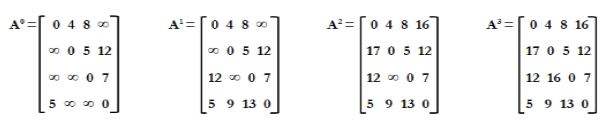 A⁰= 0 4 8 ∞ A¹= 0 4 8 ∞ A²= 0 4 8 16 A³= 0 4 8 16
∞ 0 5 12 ∞ 0 5 12 17 0 5 12 17 0 5 12
∞ ∞ 0 7 12 ∞ 0 7 12 ∞ 0 7 12 16 0 7
5 ∞ ∞ 0 5 9 13 0 5 9 13 0 5 9 13 0